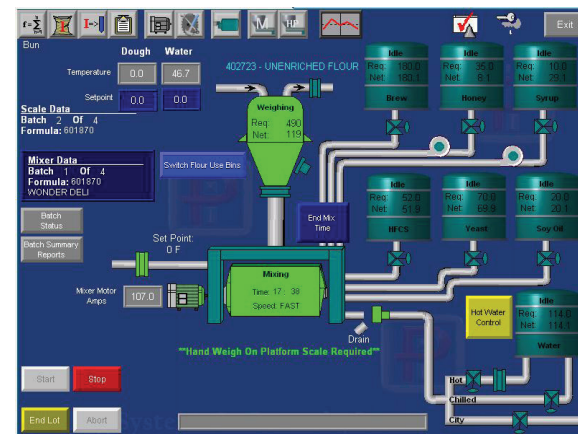 f=
I->
M
HP
Exit
Bun
Dough Water
Temperature 0.0 46.7
Setpoint 0.0 0.0
Scale Data
Batch 2 Of 4
Formula: 601870
Mixer Data
Batch 1 Of 4
Formula: 601870
WONDER DELI
Switch Flour Use Bins
Batch
Status
Batch Summary
Reports
402723 - UNENRICHED FLOUR
Weighing
Req: 490
Net: 119
End Mix
Time
Set Point:
0 F
Mixer Motor
Amps 107.0
Mixing
Time: 17 : 38
Speed: FAST
Drain
**Hand Weigh On Platform Scale Required**
Idle
Req: 180.0
Net: 180.1
Brew
Idle
Req: 35.0
Net: 8.1
Honey
Idle
Req: 10.0
Net: 29.1
Syrup
Idle
Req: 52.0
Net: 51.9
HFCS
Idle
Req: 70.0
Net: 69.9
Yeast
Idle
Req: 20.0
Net: 20.1
Soy Oil
Hot Water
Control
Idle
Req: 114.0
Net: 114.1
Water
Hot
Chilled
City
Start
Stop
End Lot
Abort